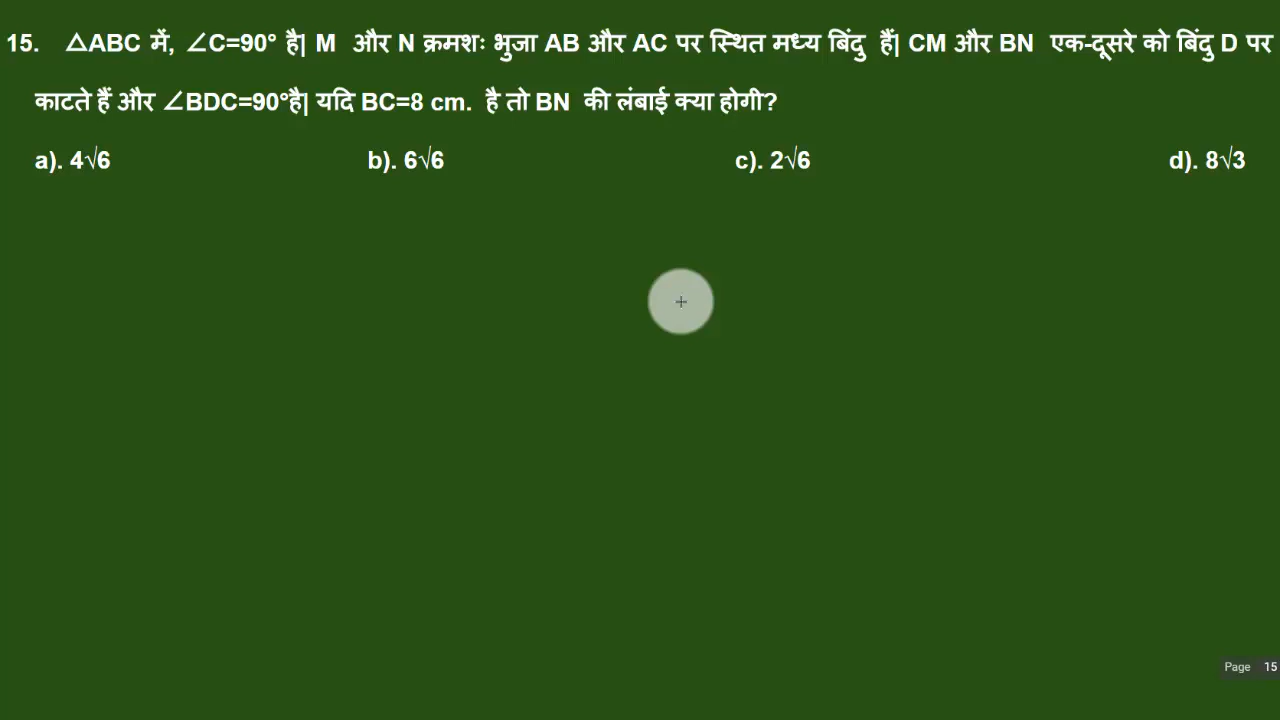 15. △ABC में, ∠C=90° है| M और N क्रमशः भुजा AB और AC पर स्थित मध्य बिंदु हैं| CM और BN एक-दूसरे को बिंदु D पर
काटते हैं और ∠BDC=90°है| यदि BC=8 cm. है तो BN की लंबाई क्या होगी?
a). 4√6 b). 6√6 c). 2√6 d). 8√3
Page 15